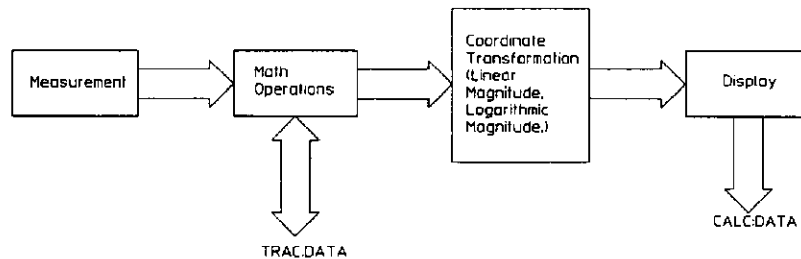 Measurement
Math
Operations
Coordinate
Transformation
(Linear
Magnitude,
Logarithmic
Magnitude,)
Display
TRAC:DATA
CALC:DATA